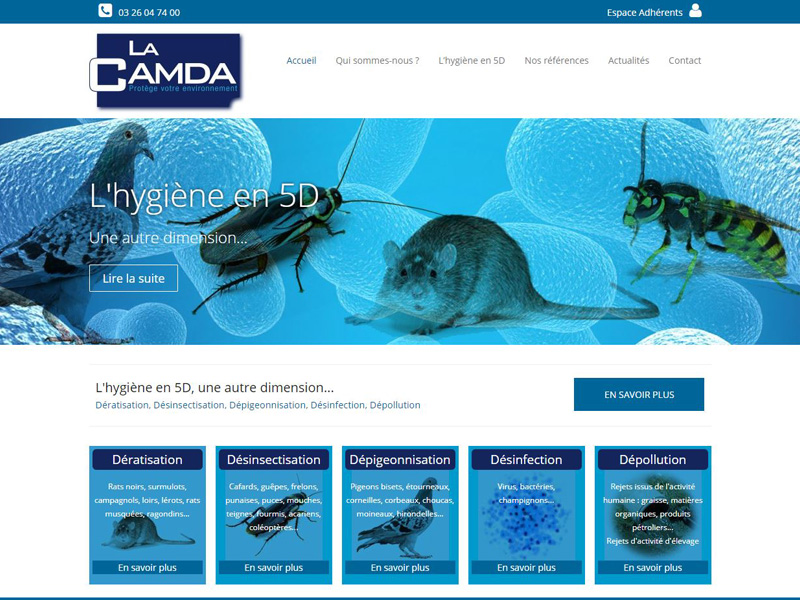 03 26 04 74 00
Espace Adhérents
LA
CAMDA
Protège votre environnement
Accueil
Qui sommes-nous ?
L'hygiène en 5D
Nos références
Actualités
Contact
L'hygiène en 5D
Une autre dimension...
Lire la suite
L'hygiène en 5D, une autre dimension...
Dératisation, Désinsectisation, Dépigeonnisation, Désinfection, Dépollution
EN SAVOIR PLUS
Dératisation
Rats noirs, surmulots,
campagnols, loirs, lérots, rats
musquées, ragondins...
En savoir plus
Désinsectisation
Cafards, guêpes, frelons,
punaises, puces, mouches,
teignes, fourmis, acariens,
coléoptères...
En savoir plus
Dépigeonnisation
Pigeons bisets, étourneaux,
corneilles, corbeaux, choucas,
moineaux, hirondelles...
En savoir plus
Désinfection
Virus, bactéries,
champignons...
En savoir plus
Dépollution
Rejets issus de l'activité
humaine : graisse, matières
organiques, produits
pétroliers...
Rejets d'activité d'élevage
En savoir plus